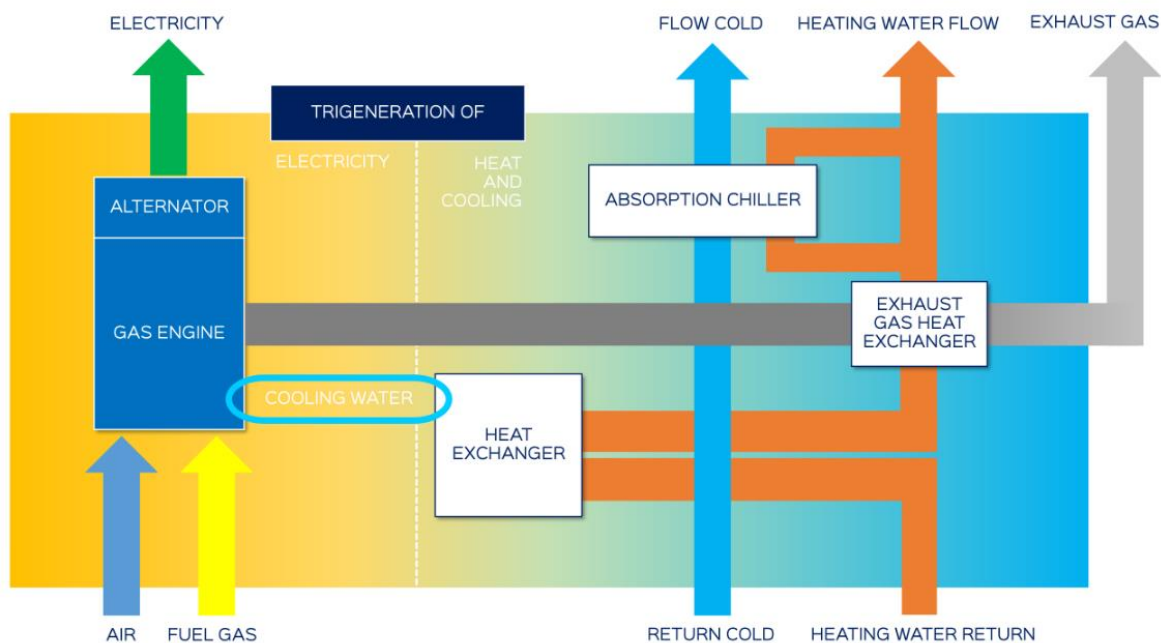 ELECTRICITY
FLOW COLD
HEATING WATER FLOW
EXHAUST GAS
TRIGENERATION OF
ELECTRICITY
HEAT
AND
COOLING
ALTERNATOR
ABSORPTION CHILLER
GAS ENGINE
EXHAUST
GAS HEAT
EXCHANGER
COOLING WATER
HEAT
EXCHANGER
AIR
FUEL GAS
RETURN COLD
HEATING WATER RETURN